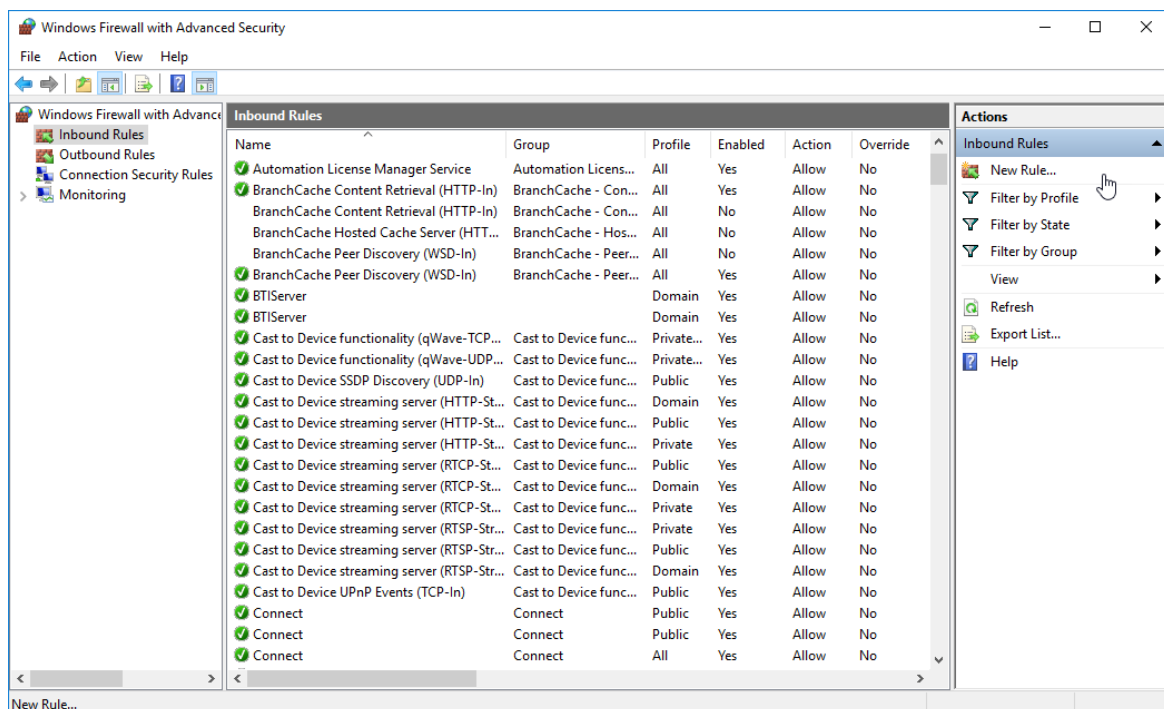 Windows Firewall with Advanced Security
File Action View Help
Windows Firewall with Advance
Inbound Rules
Outbound Rules
Connection Security Rules
Monitoring
Inbound Rules
Name Group Profile Enabled Action Override
Automation License Manager Service Automation Licens... All Yes Allow No
BranchCache Content Retrieval (HTTP-In) BranchCache - Con... All Yes Allow No
BranchCache Content Retrieval (HTTP-In) BranchCache - Con... All No Allow No
BranchCache Hosted Cache Server (HTT... BranchCache - Hos... All No Allow No
BranchCache Peer Discovery (WSD-In) BranchCache - Peer... All No Allow No
BranchCache Peer Discovery (WSD-In) BranchCache - Peer... All Yes Allow No
BTIServer Domain Yes Allow No
BTIServer Domain Yes Allow No
Cast to Device functionality (qWave-TCP... Cast to Device func... Private... Yes Allow No
Cast to Device functionality (qWave-UDP... Cast to Device func... Private... Yes Allow No
Cast to Device SSDP Discovery (UDP-In) Cast to Device func... Public Yes Allow No
Cast to Device streaming server (HTTP-St... Cast to Device func... Domain Yes Allow No
Cast to Device streaming server (HTTP-St... Cast to Device func... Public Yes Allow No
Cast to Device streaming server (HTTP-St... Cast to Device func... Private Yes Allow No
Cast to Device streaming server (RTCP-St... Cast to Device func... Public Yes Allow No
Cast to Device streaming server (RTCP-St... Cast to Device func... Domain Yes Allow No
Cast to Device streaming server (RTCP-St... Cast to Device func... Private Yes Allow No
Cast to Device streaming server (RTSP-Str... Cast to Device func... Private Yes Allow No
Cast to Device streaming server (RTSP-Str... Cast to Device func... Public Yes Allow No
Cast to Device streaming server (RTSP-Str... Cast to Device func... Domain Yes Allow No
Cast to Device UPnP Events (TCP-In) Cast to Device func... Public Yes Allow No
Connect Connect Public Yes Allow No
Connect Connect Public Yes Allow No
Connect Connect All Yes Allow No
Actions
Inbound Rules
New Rule...
Filter by Profile
Filter by State
Filter by Group
View
Refresh
Export List...
Help
New Rule...